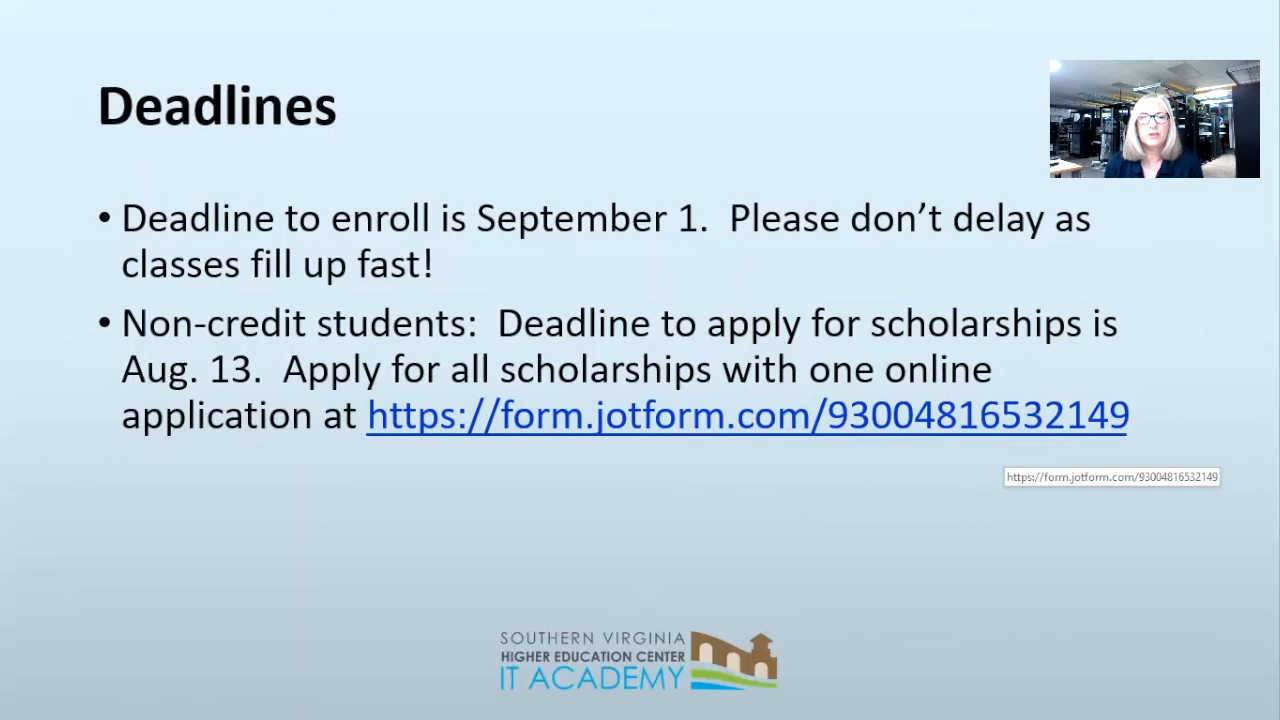 Deadlines
• Deadline to enroll is September 1.  Please don’t delay as
classes fill up fast!
• Non-credit students:  Deadline to apply for scholarships is
Aug. 13.  Apply for all scholarships with one online
application at https://form.jotform.com/93004816532149
https://form.jotform.com/93004816532149
SOUTHERN VIRGINIA
HIGHER EDUCATION CENTER
IT ACADEMY